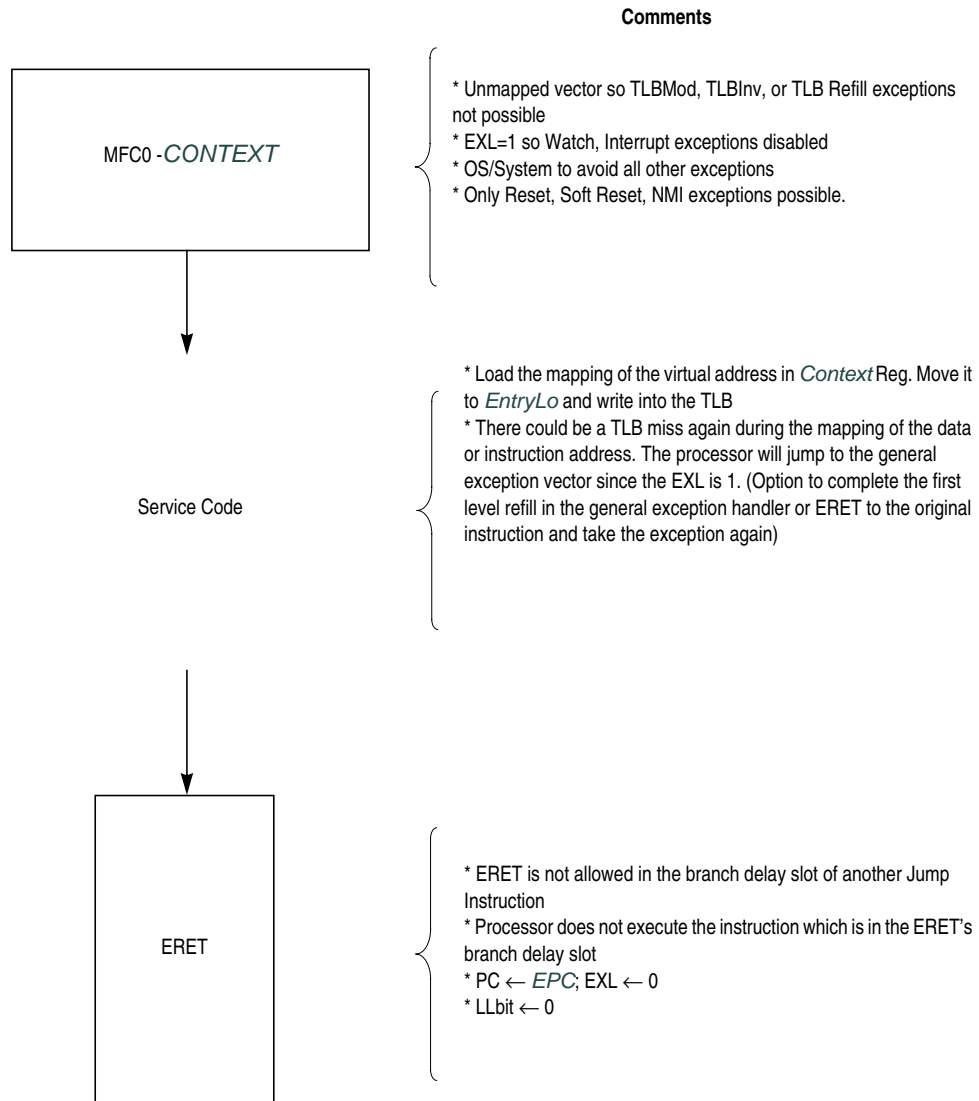 Comments
MFC0 -CONTEXT
* Unmapped vector so TLBMod, TLBInv, or TLB Refill exceptions
not possible
* EXL=1 so Watch, Interrupt exceptions disabled
* OS/System to avoid all other exceptions
* Only Reset, Soft Reset, NMI exceptions possible.
Service Code
* Load the mapping of the virtual address in Context Reg. Move it
to EntryLo and write into the TLB
* There could be a TLB miss again during the mapping of the data
or instruction address. The processor will jump to the general
exception vector since the EXL is 1. (Option to complete the first
level refill in the general exception handler or ERET to the original
instruction and take the exception again)
ERET
* ERET is not allowed in the branch delay slot of another Jump
Instruction
* Processor does not execute the instruction which is in the ERET's
branch delay slot
* PC ← EPC; EXL ← 0
* LLbit ← 0